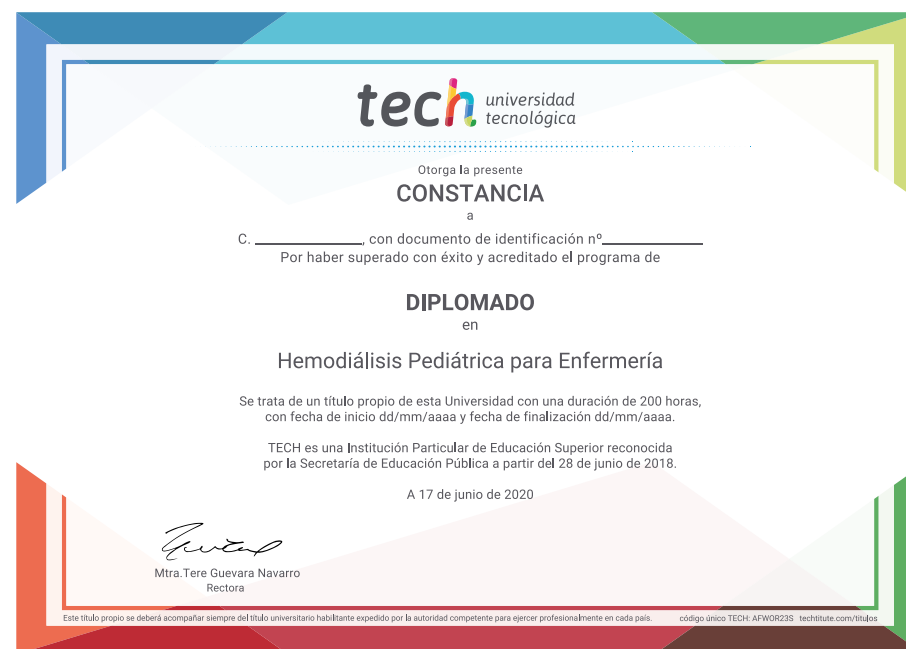 tech universidad
tecnológica
Otorga la presente
CONSTANCIA
a
C. ____________, con documento de identificación nº____________
Por haber superado con éxito y acreditado el programa de
DIPLOMADO
en
Hemodiálisis Pediátrica para Enfermería
Se trata de un título propio de esta Universidad con una duración de 200 horas,
con fecha de inicio dd/mm/aaaa y fecha de finalización dd/mm/aaaa.
TECH es una Institución Particular de Educación Superior reconocida
por la Secretaría de Educación Pública a partir del 28 de junio de 2018.
A 17 de junio de 2020
Mtra.Tere Guevara Navarro
Rectora
Este título propio se deberá acompañar siempre del título universitario habilitante expedido por la autoridad competente para ejercer profesionalmente en cada país. código único TECH: AFWOR23S techtitute.com/titulos